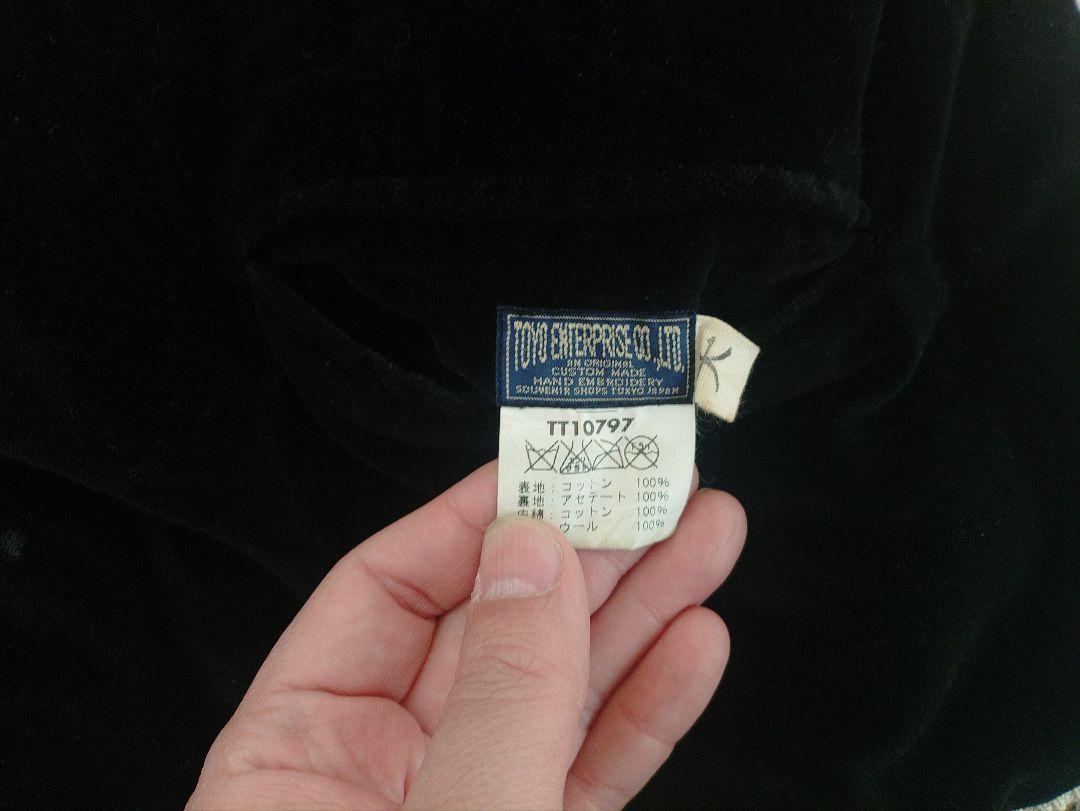 TOYO ENTERPRISE CO.,LTD.
AN ORIGINAL
CUSTOM MADE
HAND EMBROIDERY
SOUVENIR SHOPS TOKYO JAPAN
K
TT10797
表地:コットン 100%
裏地:アセテート 100%
中綿:コットン 100%
ウール 100%